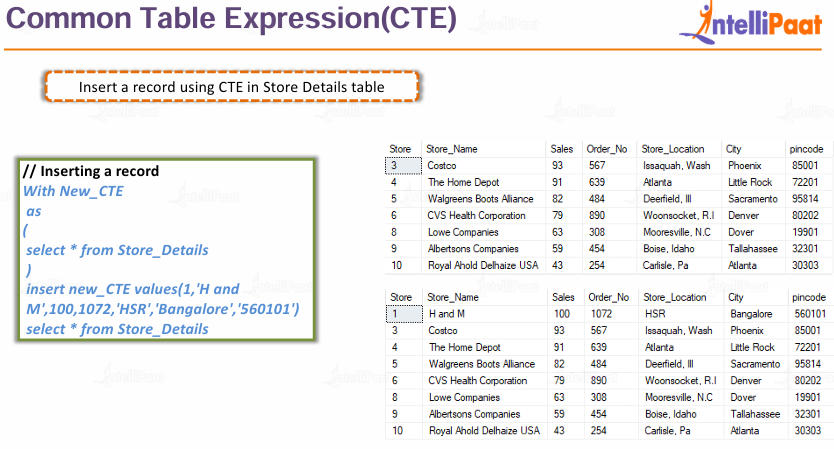 Common Table Expression(CTE)
IntelliPaat
Insert a record using CTE in Store Details table
// Inserting a record
With New_CTE
as
(
select * from Store_Details
)
insert new_CTE values(1,'H and
M',100,1072,'HSR','Bangalore','560101')
select * from Store_Details
Store Store_Name Sales Order_No Store_Location City pincode
3 Costco 93 567 Issaquah, Wash Phoenix 85001
4 The Home Depot 91 639 Atlanta Little Rock 72201
5 Walgreens Boots Alliance 82 484 Deerfield, Ill Sacramento 95814
6 CVS Health Corporation 79 890 Woonsocket, R.I Denver 80202
8 Lowe Companies 63 308 Mooresville, N.C Dover 19901
9 Albertsons Companies 59 454 Boise, Idaho Tallahassee 32301
10 Royal Ahold Delhaize USA 43 254 Carlisle, Pa Atlanta 30303
Store Store_Name Sales Order_No Store_Location City pincode
1 H and M 100 1072 HSR Bangalore 560101
3 Costco 93 567 Issaquah, Wash Phoenix 85001
4 The Home Depot 91 639 Atlanta Little Rock 72201
5 Walgreens Boots Alliance 82 484 Deerfield, Ill Sacramento 95814
6 CVS Health Corporation 79 890 Woonsocket, R.I Denver 80202
8 Lowe Companies 63 308 Mooresville, N.C Dover 19901
9 Albertsons Companies 59 454 Boise, Idaho Tallahassee 32301
10 Royal Ahold Delhaize USA 43 254 Carlisle, Pa Atlanta 30303